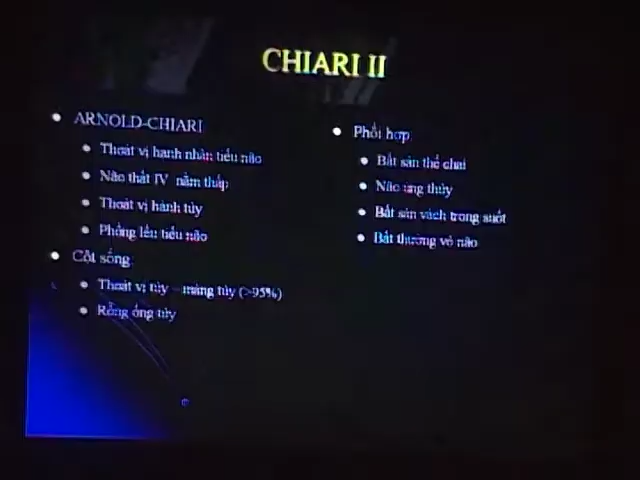 CHIARI II
ARNOLD-CHIARI
Thoát vị hạnh nhân tiểu não
Não thất IV nằm thấp
Thoát vị hành tủy
Phồng lều tiểu não
Cột sống:
Thoát vị tủy – màng tủy (>95%)
Rỗng ống tủy
Phối hợp:
Bất sản thể chai
Não úng thủy
Bất sản vách trong suốt
Bất thường vỏ não